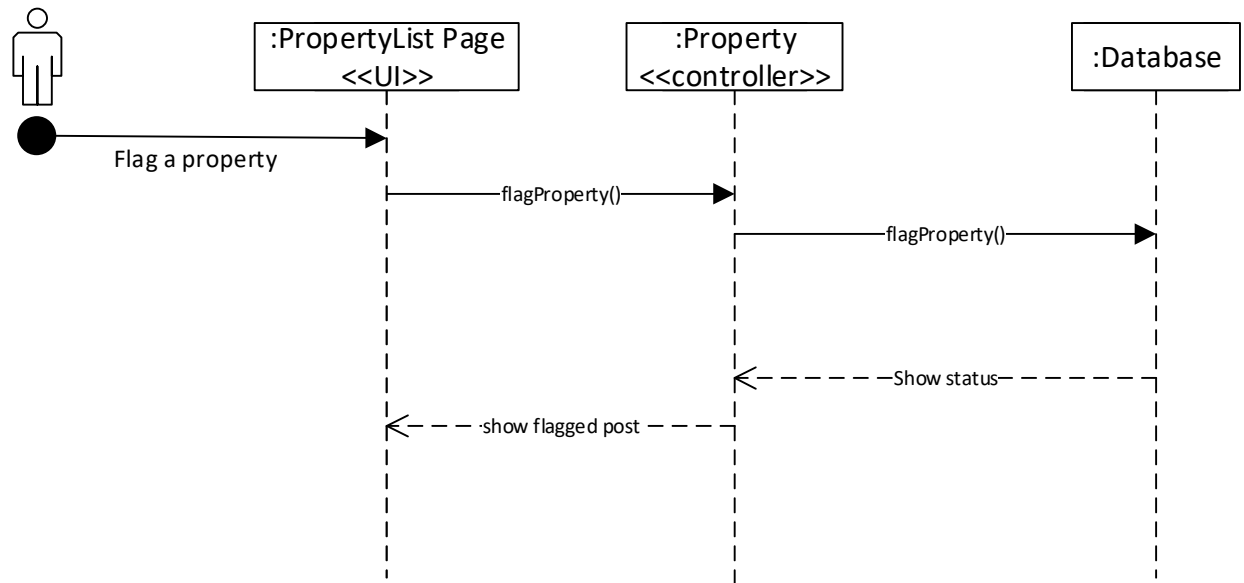 :PropertyList Page
<<UI>>
:Property
<<controller>>
:Database
Flag a property
flagProperty()
flagProperty()
Show status
show flagged post